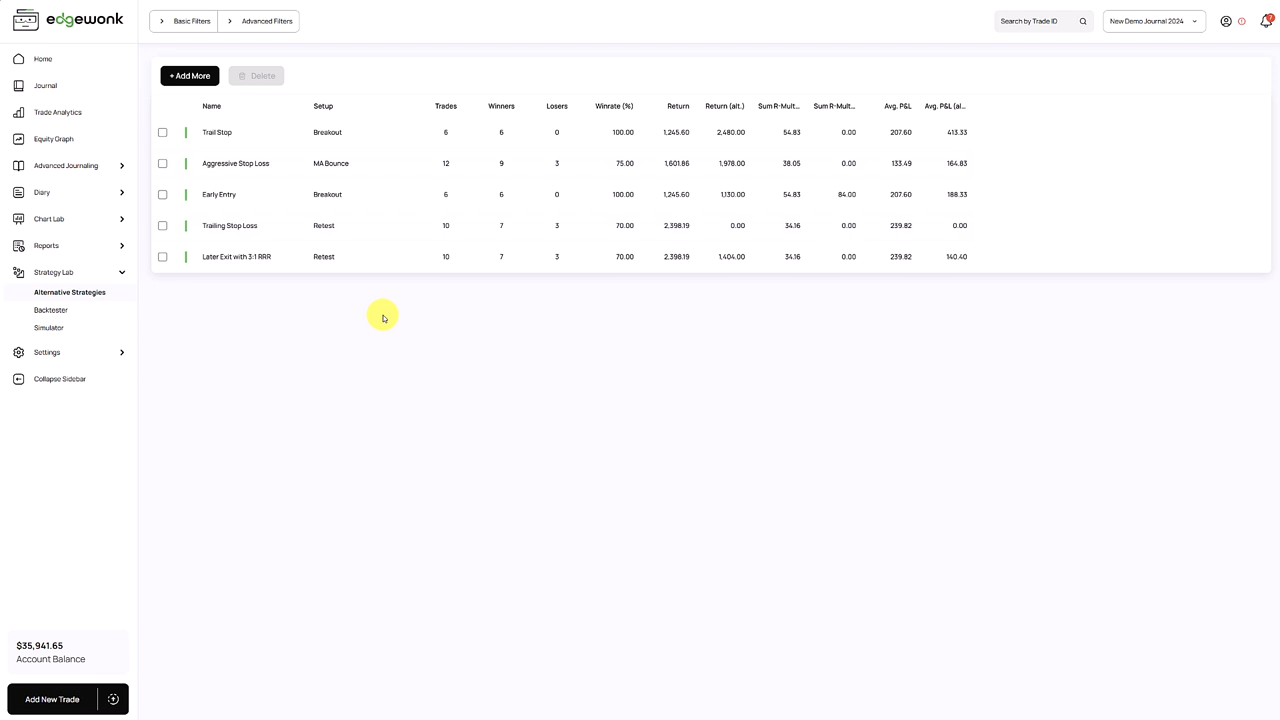 edgewonk
Basic Filters
Advanced Filters
Search by Trade ID
New Demo Journal 2024
7
Home
Journal
Trade Analytics
Equity Graph
Advanced Journaling
Diary
Chart Lab
Reports
Strategy Lab
Alternative Strategies
Backtester
Simulator
Settings
Collapse Sidebar
$35,941.65
Account Balance
Add New Trade
+ Add More
Delete
Name Setup Trades Winners Losers Winrate (%) Return Return (alt.) Sum R-Mult... Sum R-Mult... Avg. P&L Avg. P&L (al...
Trail Stop Breakout 6 6 0 100.00 1,245.60 2,480.00 54.83 0.00 207.60 413.33
Aggressive Stop Loss MA Bounce 12 9 3 75.00 1,601.86 1,978.00 38.05 0.00 133.49 164.83
Early Entry Breakout 6 6 0 100.00 1,245.60 1,130.00 54.83 84.00 207.60 188.33
Trailing Stop Loss Retest 10 7 3 70.00 2,398.19 0.00 34.16 0.00 239.82 0.00
Later Exit with 3:1 RRR Retest 10 7 3 70.00 2,398.19 1,404.00 34.16 0.00 239.82 140.40